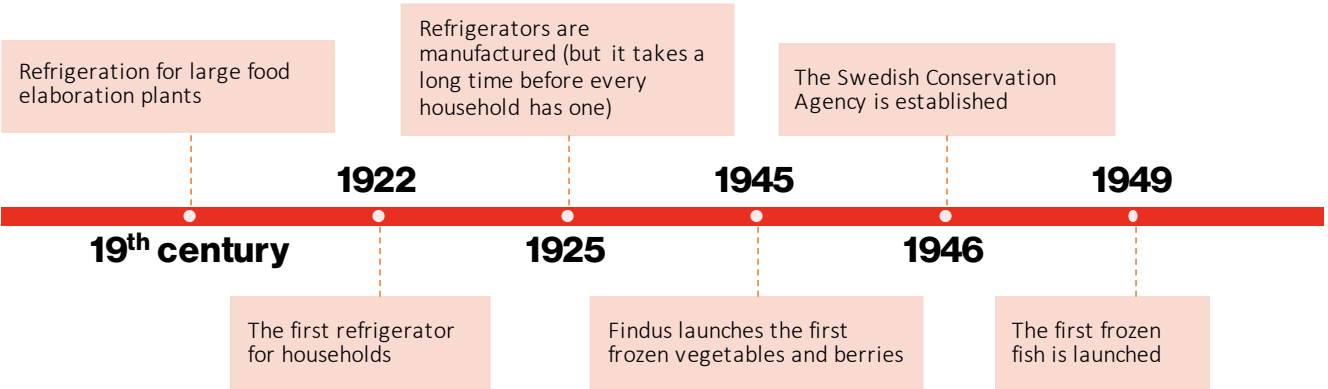 Refrigeration for large food
elaboration plants
19th century
1922
The first refrigerator
for households
Refrigerators are
manufactured (but it takes a
long time before every
household has one)
1925
1945
Findus launches the first
frozen vegetables and berries
The Swedish Conservation
Agency is established
1946
1949
The first frozen
fish is launched